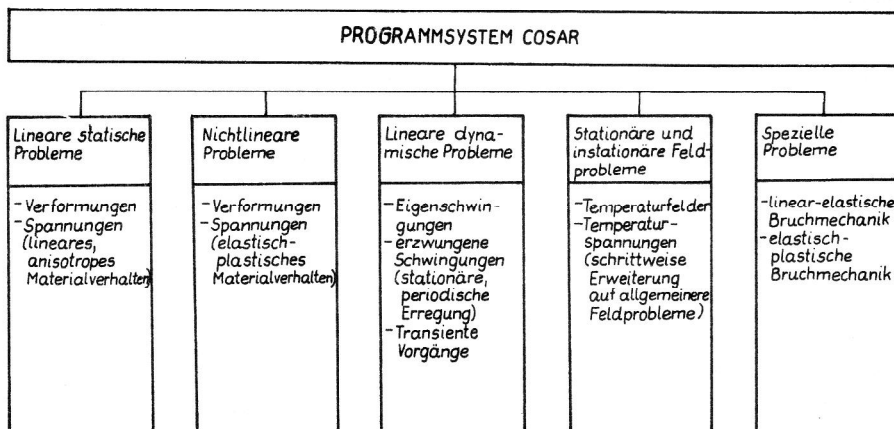 PROGRAMMSYSTEM COSAR
Lineare statische
Probleme
- Verformungen
- Spannungen
(lineares,
anisotropes
Materialverhalten)
Nichtlineare
Probleme
- Verformungen
- Spannungen
(elastisch-
plastisches
Materialverhalten)
Lineare dyna-
mische Probleme
- Eigenschwin-
gungen
- erzwungene
Schwingungen
(stationäre,
periodische
Erregung)
- Transiente
Vorgänge
Stationäre und
instationäre Feld-
probleme
- Temperaturfelder
- Temperatur-
spannungen
(schrittweise
Erweiterung
auf allgemeinere
Feldprobleme)
Spezielle
Probleme
- linear-elastische
Bruchmechanik
- elastisch-
plastische
Bruchmechanik